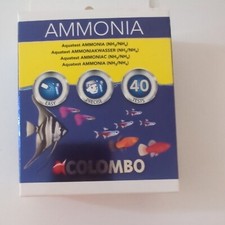 AMMONIA
Aquatest AMMONIA (NH₃/NH₄)
Aquatest AMMONIAKWASSER (NH₃/NH₄)
Aquatest AMMONIAC (NH₃/NH₄)
Aquatest AMMONIA (NH₃/NH₄)
EASY
40
TESTS
COLOMBO